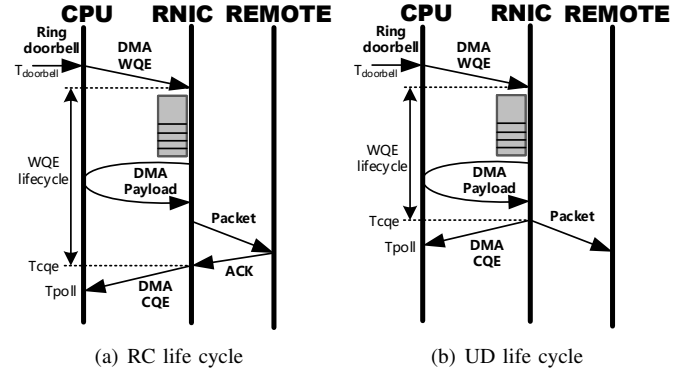 CPU RNIC REMOTE
Ring
doorbell
Tdoorbell
DMA
WQE
WQE
lifecycle
DMA
Payload
Packet
ACK
Tcqe
Tpoll
DMA
CQE
(a) RC life cycle
CPU RNIC REMOTE
Ring
doorbell
Tdoorbell
DMA
WQE
WQE
lifecycle
DMA
Payload
Tcqe
Packet
Tpoll
DMA
CQE
(b) UD life cycle